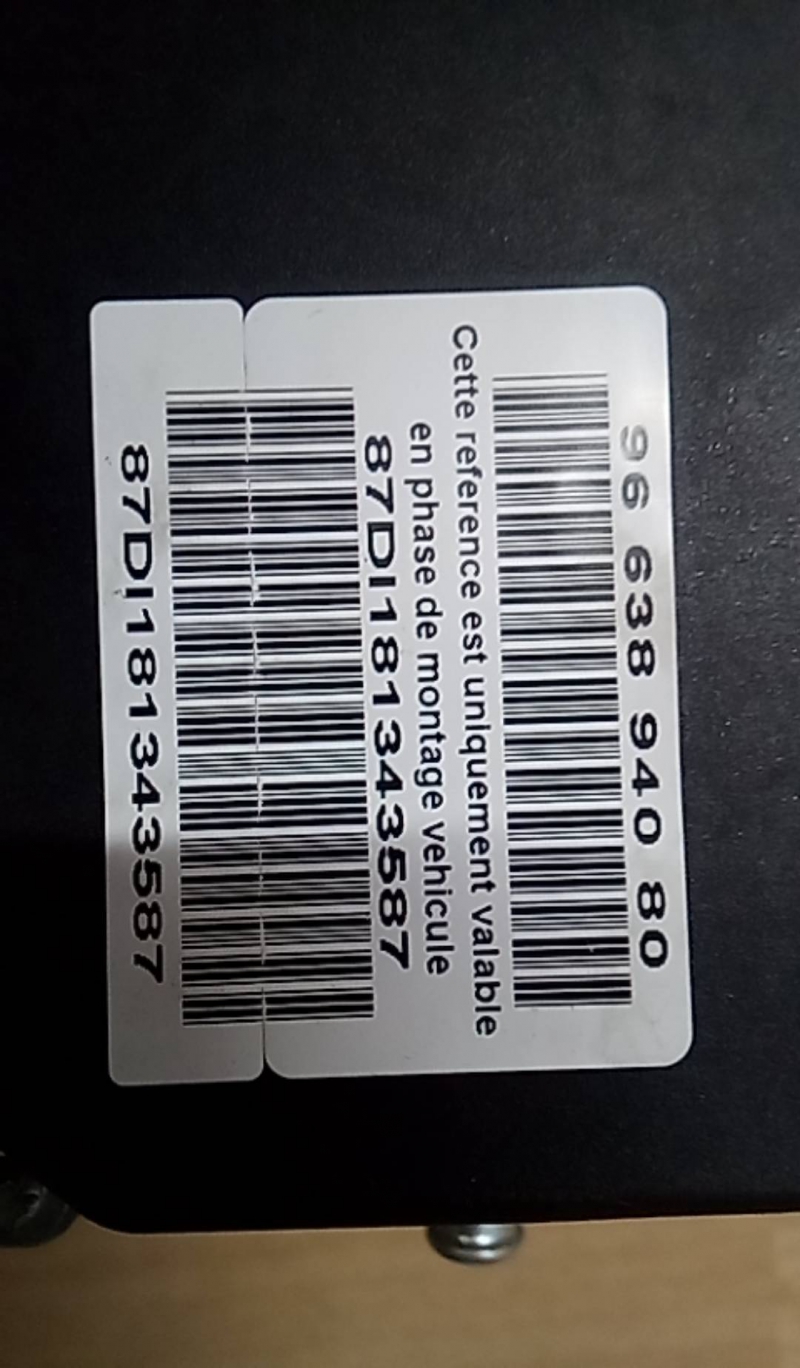 96 638 940 80
Cette reference est uniquement valable
en phase de montage vehicule
87DI181343587
87DI181343587